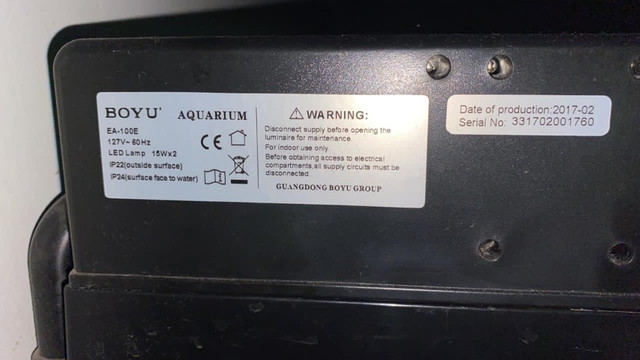 BOYU' AQUARIUM
EA-100E
127V~ 60Hz
LED Lamp 15Wx2
IP22(outside surface)
IP24(surface face to water)
CE
WARNING:
Disconnect supply before opening the
luminaire for maintenance.
For indoor use only.
Before obtaining access to electrical
compartments,all supply circuits must be
disconnected.
GUANGDONG BOYU GROUP
Date of production:2017-02
Serial No: 331702001760